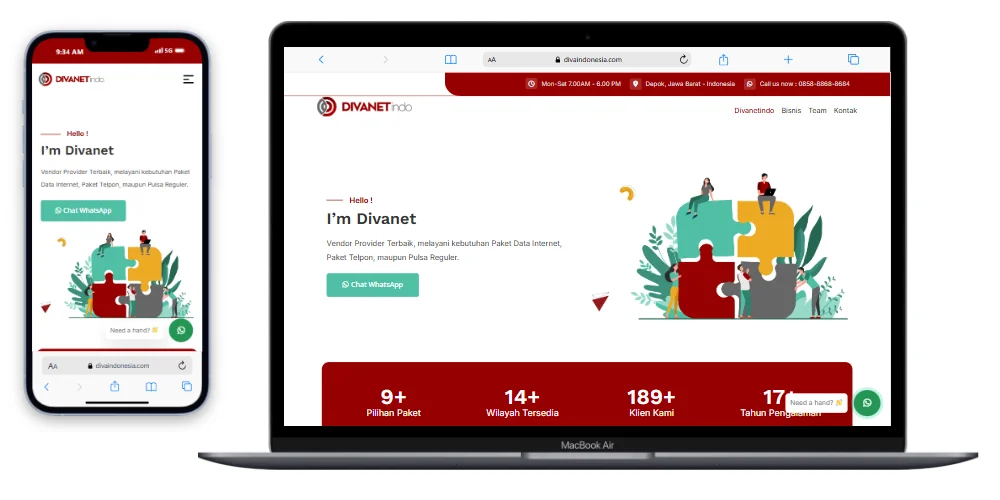 9:34 AM
5G
DIVANETindo
Hello !
I'm Divanet
Vendor Provider Terbaik, melayani kebutuhan Paket
Data Internet, Paket Telpon, maupun Pulsa Reguler.
Chat WhatsApp
Need a hand? 👋
AA
divaindonesia.com
AA
divaindonesia.com
Mon-Sat 7.00AM - 6.00 PM
Depok, Jawa Barat - Indonesia
Call us now : 0858-8868-8684
DIVANETindo
Divanetindo
Bisnis
Team
Kontak
Hello !
I'm Divanet
Vendor Provider Terbaik, melayani kebutuhan Paket Data Internet,
Paket Telpon, maupun Pulsa Reguler.
Chat WhatsApp
9+
Pilihan Paket
14+
Wilayah Tersedia
189+
Klien Kami
17+
Tahun Pengalaman
Need a hand? 👋
MacBook Air